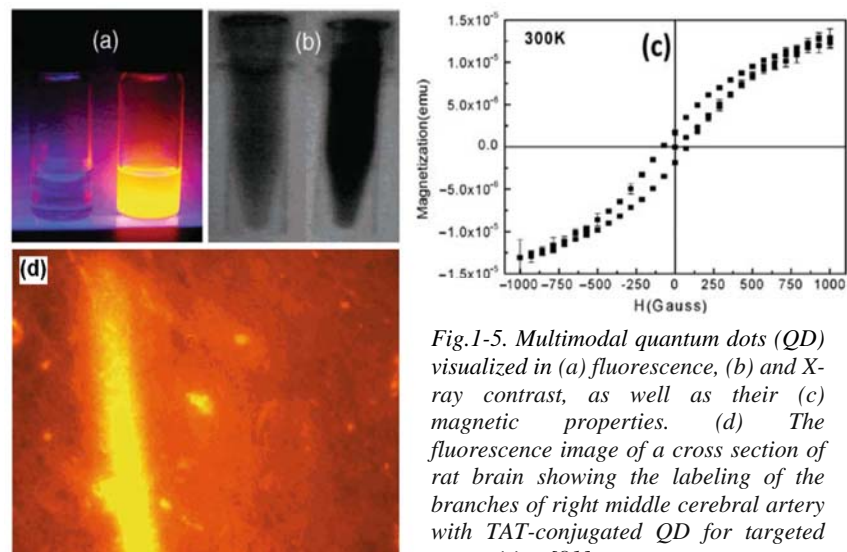 (a)
(b)
300K
(c)
Magnetization(emu)
1.5x10⁻⁵
1.0x10⁻⁵
5.0x10⁻⁶
0.0
-5.0x10⁻⁶
-1.0x10⁻⁵
-1.5x10⁻⁵
-1000 -750 -500 -250 0 250 500 750 1000
H(Gauss)
(d)
Fig.1-5. Multimodal quantum dots (QD)
visualized in (a) fluorescence, (b) and X-
ray contrast, as well as their (c)
magnetic properties. (d) The
fluorescence image of a cross section of
rat brain showing the labeling of the
branches of right middle cerebral artery
with TAT-conjugated QD for targeted